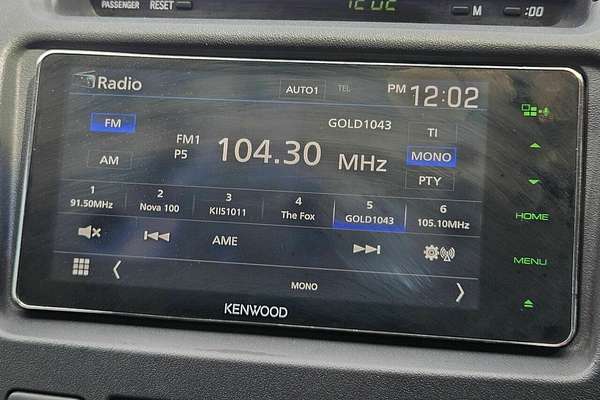 PASSENGER RESET 12:02 M :00
Radio AUTO1 TEL PM 12:02
FM GOLD1043 TI
FM1
P5 104.30 MHz MONO
AM PTY
1 2 3 4 5 6
91.50MHz Nova 100 KIIS1011 The Fox GOLD1043 105.10MHz
AME
MONO
HOME
MENU
KENWOOD